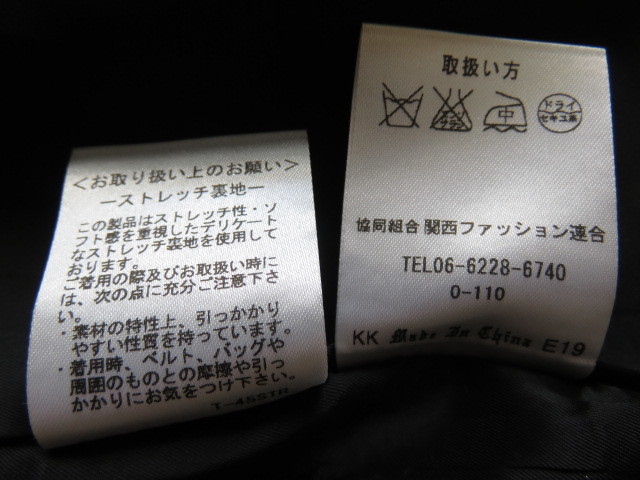 ＜お取り扱い上のお願い＞
ーストレッチ裏地ー
この製品はストレッチ性・ソ
フト感を重視したデリケート
なストレッチ裏地を使用して
おります。
ご着用の際及びお取扱い時に
は、次の点に充分ご注意下さ
い。
・素材の特性上、引っかかり
やすい性質を持っています。
・着用時、ベルト、バッグや
周囲のものとの摩擦や引っ
かかりにお気をつけ下さい。
T-45STR
取扱い方
エンソ
サラシ
中
ドライ
セキユ系
協同組合 関西ファッション連合
TEL06-6228-6740
O-110
KK Made In China E19